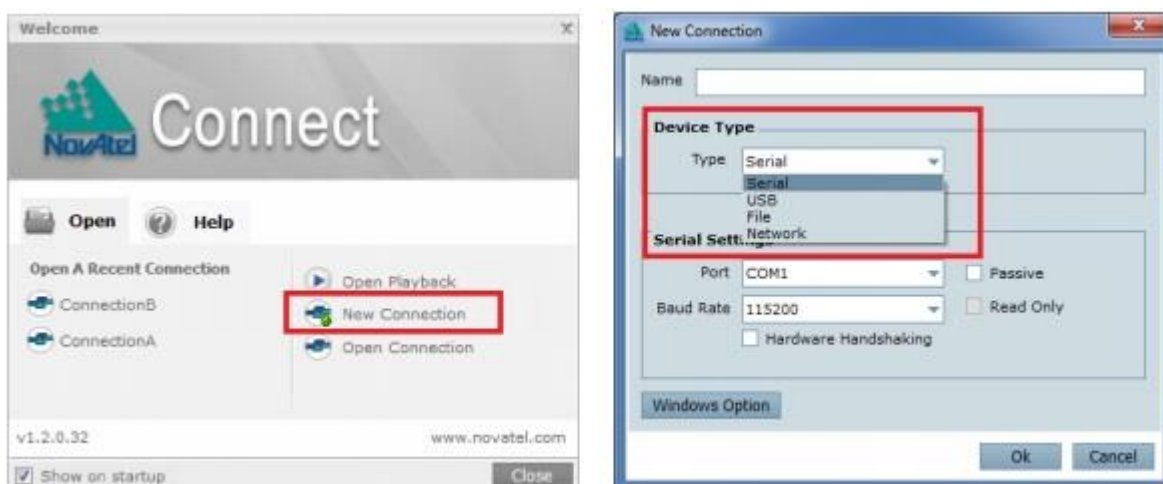 Welcome
NovAtel
Connect
Open
Help
Open A Recent Connection
ConnectionB
ConnectionA
Open Playback
New Connection
Open Connection
v1.2.0.32
www.novatel.com
Show on startup
Close
New Connection
Name
Device Type
Type Serial
Serial
USB
File
Network
Serial Sett
Port COM1
Passive
Baud Rate 115200
Read Only
Hardware Handshaking
Windows Option
Ok
Cancel